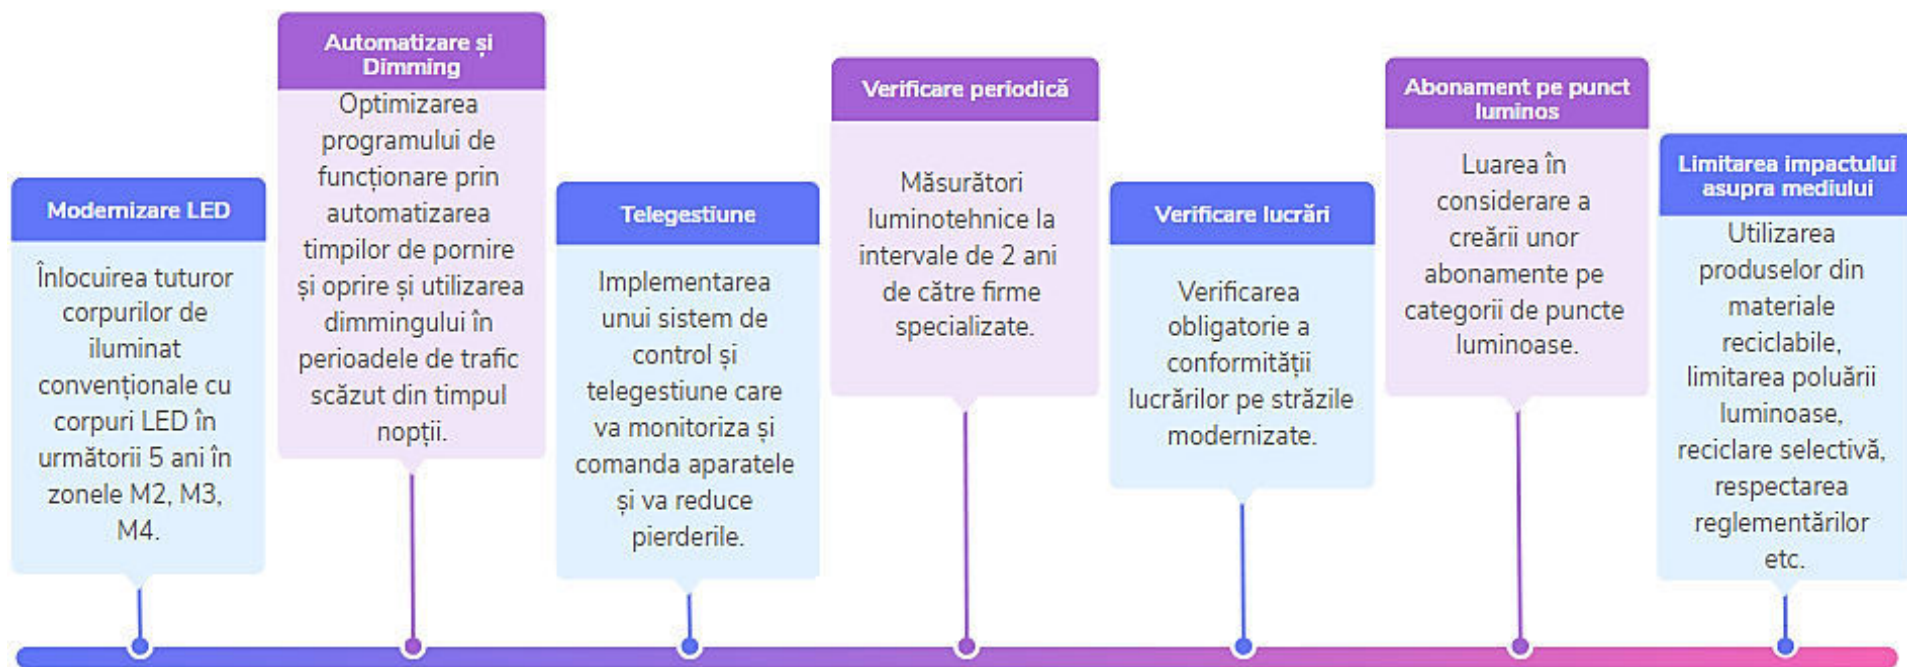 Modernizare LED
Înlocuirea tuturor
corpurilor de
iluminat
convenționale cu
corpuri LED în
următorii 5 ani în
zonele M2, M3,
M4.
Automatizare și
Dimming
Optimizarea
programului de
funcționare prin
automatizarea
timpilor de pornire
și oprire și utilizarea
dimmingului în
perioadele de trafic
scăzut din timpul
nopții.
Telegestiune
Implementarea
unui sistem de
control și
telegestiune care
va monitoriza și
comanda aparatele
și va reduce
pierderile.
Verificare periodică
Măsurători
luminotehnice la
intervale de 2 ani
de către firme
specializate.
Verificare lucrări
Verificarea
obligatorie a
conformității
lucrărilor pe străzile
modernizate.
Abonament pe punct
luminos
Luarea în
considerare a
creării unor
abonamente pe
categorii de puncte
luminoase.
Limitarea impactului
asupra mediului
Utilizarea
produselor din
materiale
reciclabile,
limitarea poluării
luminoase,
reciclare selectivă,
respectarea
reglementărilor
etc.